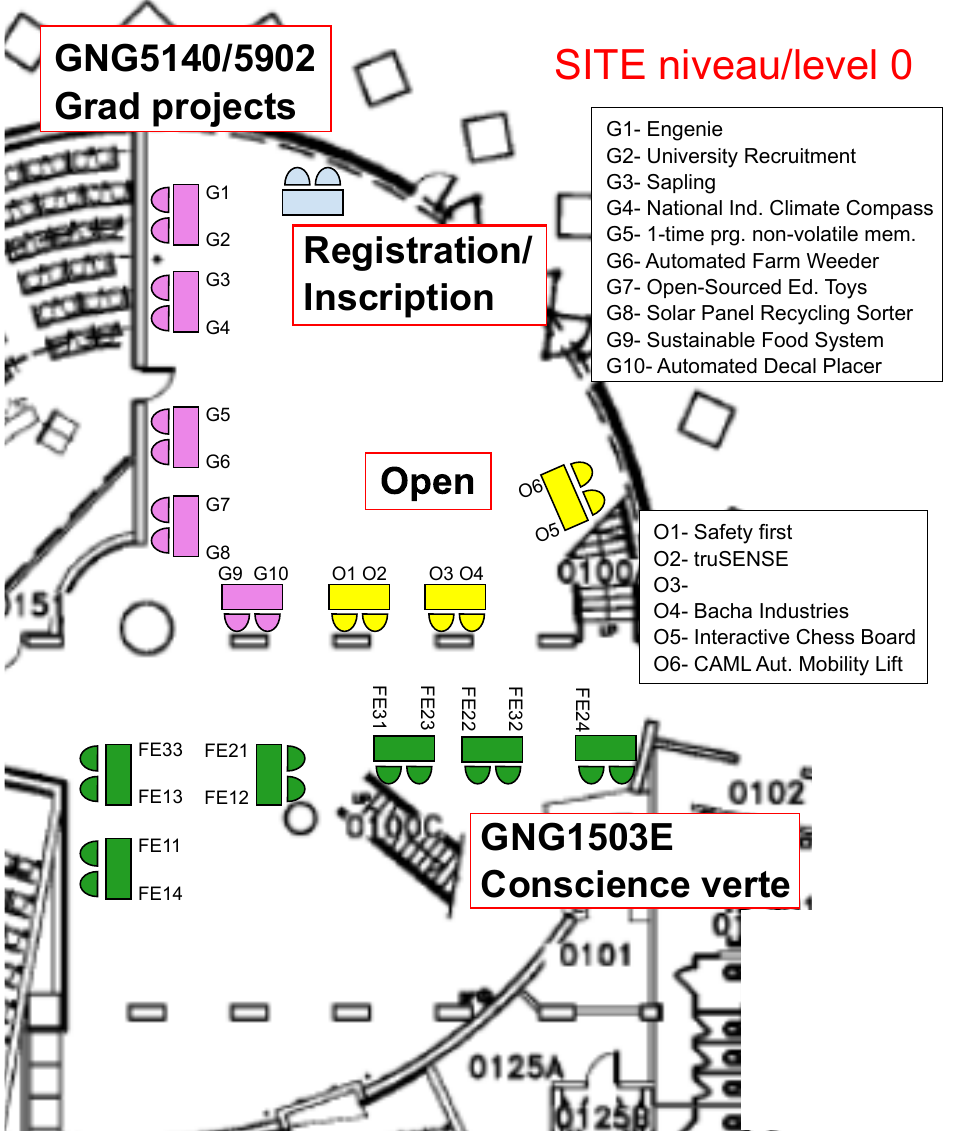 GNG5140/5902
Grad projects
SITE niveau/level 0
G1- Engenie
G2- University Recruitment
G3- Sapling
G4- National Ind. Climate Compass
G5- 1-time prg. non-volatile mem.
G6- Automated Farm Weeder
G7- Open-Sourced Ed. Toys
G8- Solar Panel Recycling Sorter
G9- Sustainable Food System
G10- Automated Decal Placer
G1
G2
G3
G4
Registration/
Inscription
G5
G6
G7
G8
Open
O6
O5
G9 G10
O1 O2
O3 O4
0100
015
O1- Safety first
O2- truSENSE
O3-
O4- Bacha Industries
O5- Interactive Chess Board
O6- CAML Aut. Mobility Lift
FE31
FE23
FE22
FE32
FE24
FE33
FE13
FE21
FE12
FE11
FE14
0100C
0102
GNG1503E
Conscience verte
0101
0125A
0125B